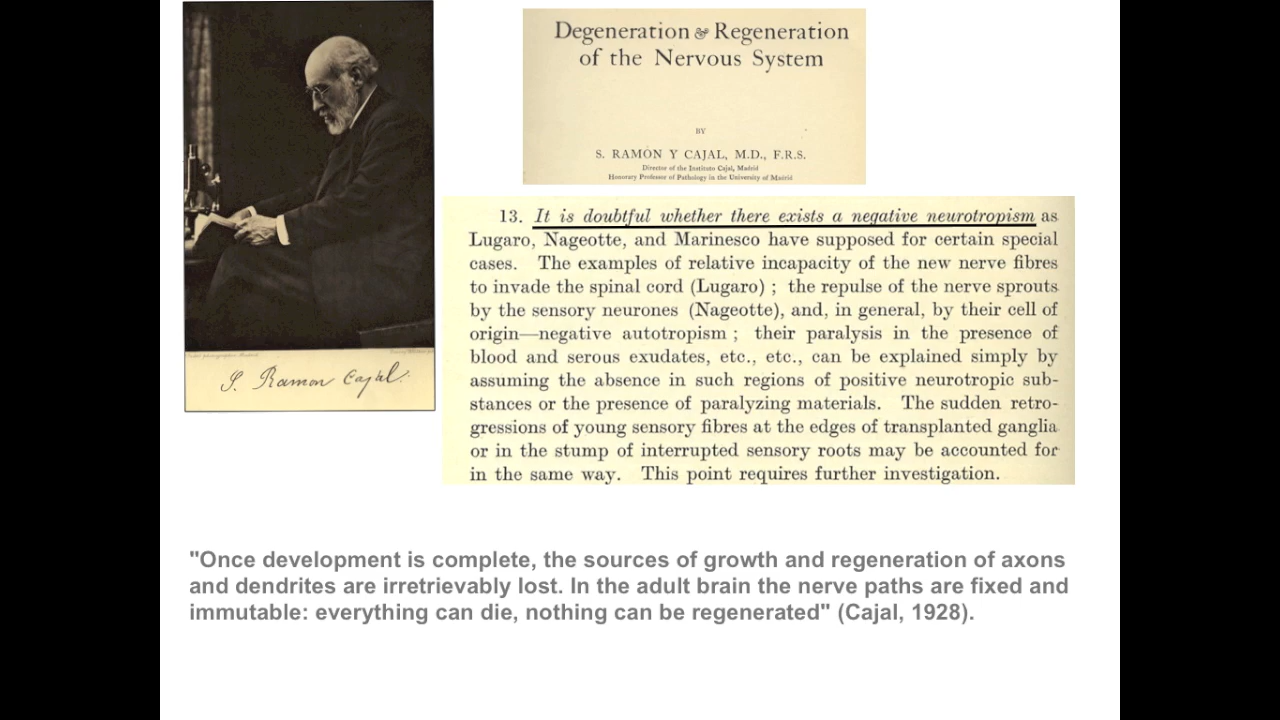 Degeneration & Regeneration
of the Nervous System
BY
S. RAMON Y CAJAL, M.D., F.R.S.
Director of the Instituto Cajal, Madrid
Honorary Professor of Pathology in the University of Madrid
S. Ramon Cajal.
13. It is doubtful whether there exists a negative neurotropism as
Lugaro, Nageotte, and Marinesco have supposed for certain special
cases. The examples of relative incapacity of the new nerve fibres
to invade the spinal cord (Lugaro) ; the repulse of the nerve sprouts
by the sensory neurones (Nageotte), and, in general, by their cell of
origin—negative autotropism ; their paralysis in the presence of
blood and serous exudates, etc., etc., can be explained simply by
assuming the absence in such regions of positive neurotropic sub-
stances or the presence of paralyzing materials. The sudden retro-
gressions of young sensory fibres at the edges of transplanted ganglia
or in the stump of interrupted sensory roots may be accounted for
in the same way. This point requires further investigation.
"Once development is complete, the sources of growth and regeneration of axons
and dendrites are irretrievably lost. In the adult brain the nerve paths are fixed and
immutable: everything can die, nothing can be regenerated" (Cajal, 1928).